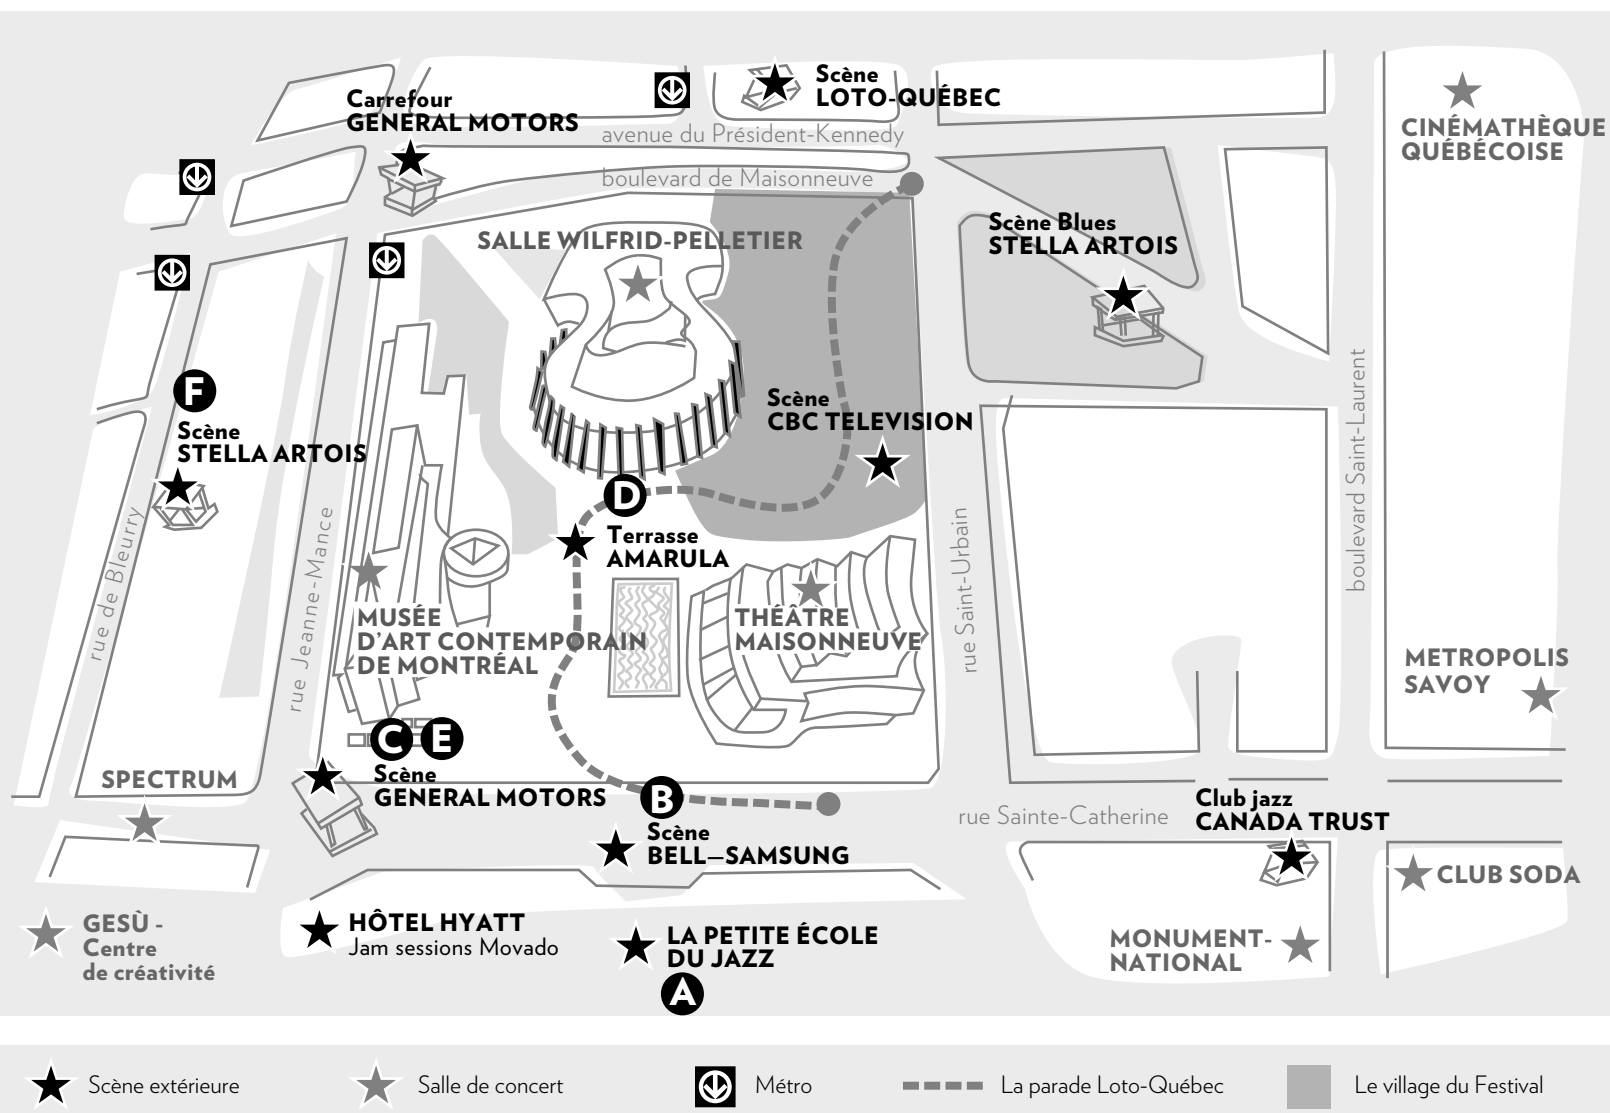 Scène
LOTO-QUÉBEC
Carrefour
GENERAL MOTORS
avenue du Président-Kennedy
boulevard de Maisonneuve
CINÉMATHÈQUE
QUÉBÉCOISE
SALLE WILFRID-PELLETIER
Scène Blues
STELLA ARTOIS
F
Scène
STELLA ARTOIS
Scène
CBC TELEVISION
boulevard Saint-Laurent
D
Terrasse
AMARULA
rue de Bleurry
rue Jeanne-Mance
rue Saint-Urbain
MUSÉE
D'ART CONTEMPORAIN
DE MONTRÉAL
THÉÂTRE
MAISONNEUVE
METROPOLIS
SAVOY
C E
Scène
GENERAL MOTORS
SPECTRUM
B
Scène
BELL–SAMSUNG
rue Sainte-Catherine
Club jazz
CANADA TRUST
CLUB SODA
GESÙ -
Centre
de créativité
HÔTEL HYATT
Jam sessions Movado
LA PETITE ÉCOLE
DU JAZZ
A
MONUMENT-
NATIONAL
Scène extérieure
Salle de concert
Métro
La parade Loto-Québec
Le village du Festival